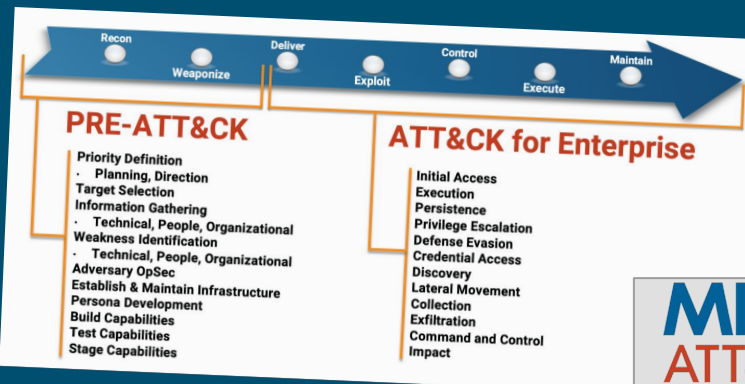 Recon
Weaponize
Deliver
Exploit
Control
Execute
Maintain
PRE-ATT&CK
Priority Definition
· Planning, Direction
Target Selection
Information Gathering
· Technical, People, Organizational
Weakness Identification
· Technical, People, Organizational
Adversary OpSec
Establish & Maintain Infrastructure
Persona Development
Build Capabilities
Test Capabilities
Stage Capabilities
ATT&CK for Enterprise
Initial Access
Execution
Persistence
Privilege Escalation
Defense Evasion
Credential Access
Discovery
Lateral Movement
Collection
Exfiltration
Command and Control
Impact
ATT